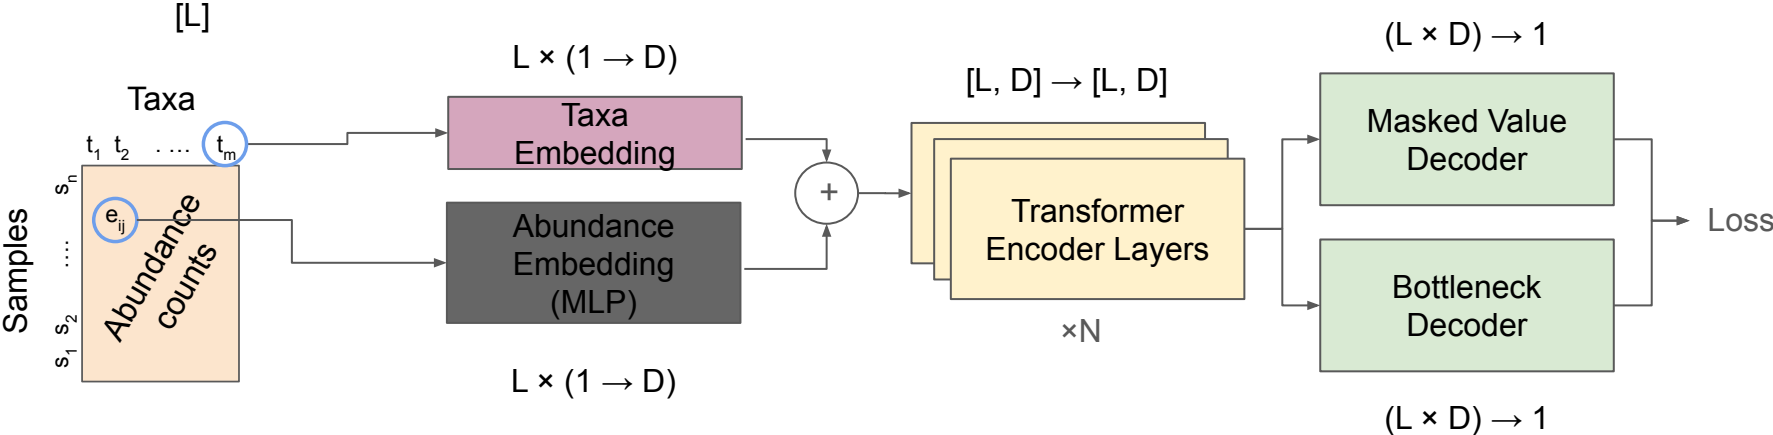 [L]
Taxa
t1 t2 . ... tm
Samples
sn
....
s2
s1
eij
Abundance
counts
L × (1 → D)
Taxa
Embedding
Abundance
Embedding
(MLP)
L × (1 → D)
+
[L, D] → [L, D]
Transformer
Encoder Layers
×N
(L × D) → 1
Masked Value
Decoder
Bottleneck
Decoder
(L × D) → 1
Loss